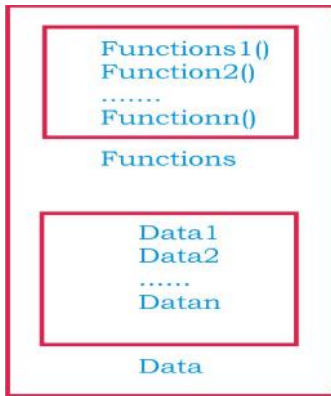 Functions1()
Function2()
.......
Functionn()
Functions
Data1
Data2
......
Datan
Data